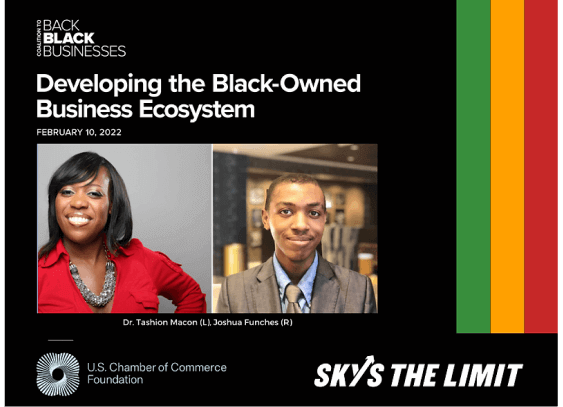 COALITION TO
BACK
BLACK
BUSINESSES
Developing the Black-Owned
Business Ecosystem
FEBRUARY 10, 2022
Dr. Tashion Macon (L), Joshua Funches (R)
U.S. Chamber of Commerce
Foundation
SKY'S THE LIMIT